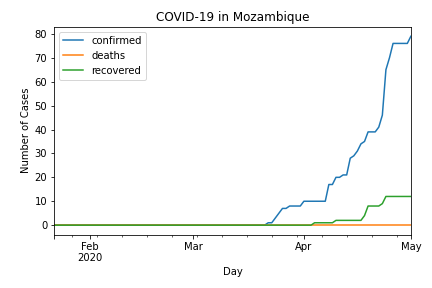 COVID-19 in Mozambique
confirmed
deaths
recovered
Number of Cases
80
70
60
50
40
30
20
10
0
Feb
2020
Mar
Apr
May
Day